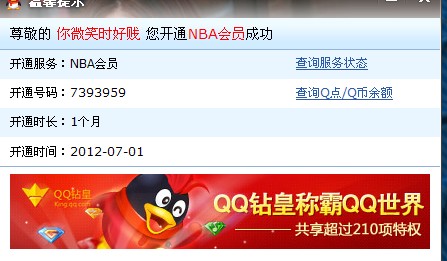 温馨提示
尊敬的 你微笑时好贱 您开通NBA会员成功
开通服务：NBA会员 查询服务状态
开通号码：7393959 查询Q点/Q币余额
开通时长：1个月
开通时间：2012-07-01
QQ钻皇
King.qq.com
QQ钻皇称霸QQ世界
共享超过210项特权